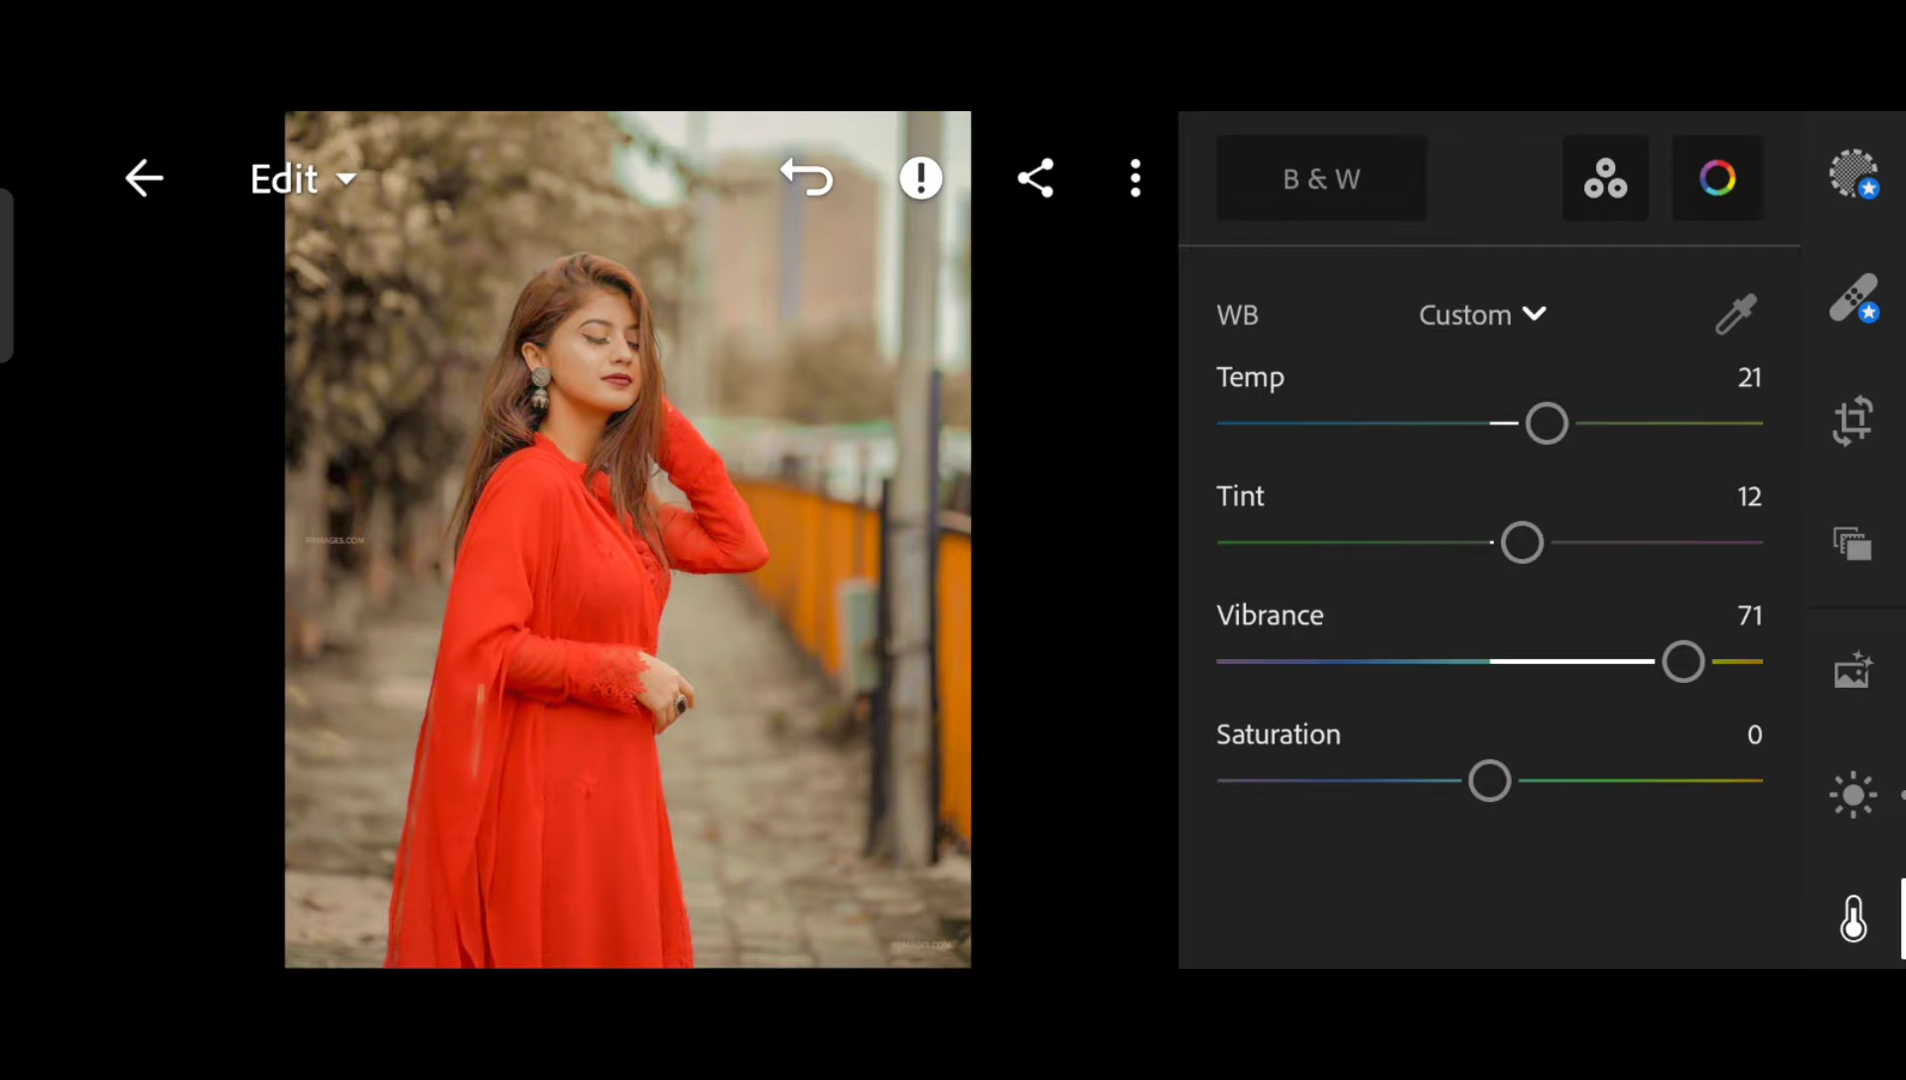 Edit
B & W
WB Custom
Temp 21
Tint 12
Vibrance 71
Saturation 0